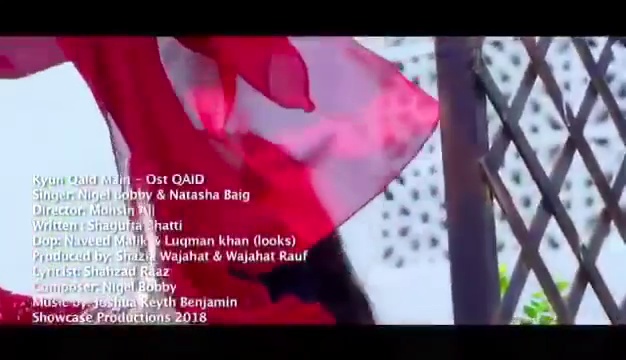 Kyun Qaid Main - Ost QAID
Singer: Nigel Bobby & Natasha Baig
Director: Mohsin Ali
Written : Shagufta Bhatti
Dop: Naveed Malik & Luqman khan (looks)
Produced by: Shazia Wajahat & Wajahat Rauf
Lyricist: Shahzad Raaz
Composer: Nigel Bobby
Music by: Joshua Keyth Benjamin
Showcase Productions 2018